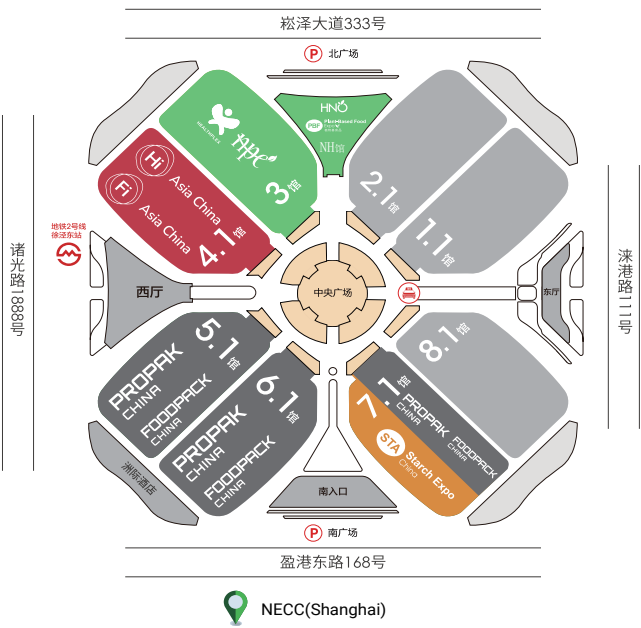 崧泽大道333号
P 北广场
HNO
PBF Plant-Based Food
NH馆
HEALTHPLEX
npe
3馆
Hi Asia China
Fi Asia China
4.1馆
2.1馆
1.1馆
地铁2号线
徐泾东站
诸光路1888号
涞港路111号
西厅
中央广场
东厅
5.1馆
PROPAK
CHINA
FOODPACK
CHINA
6.1馆
PROPAK
CHINA
FOODPACK
CHINA
8.1馆
7.1馆
PROPAK
CHINA
FOODPACK
CHINA
STA Starch Expo
China
洲际酒店
南入口
P 南广场
盈港东路168号
NECC(Shanghai)